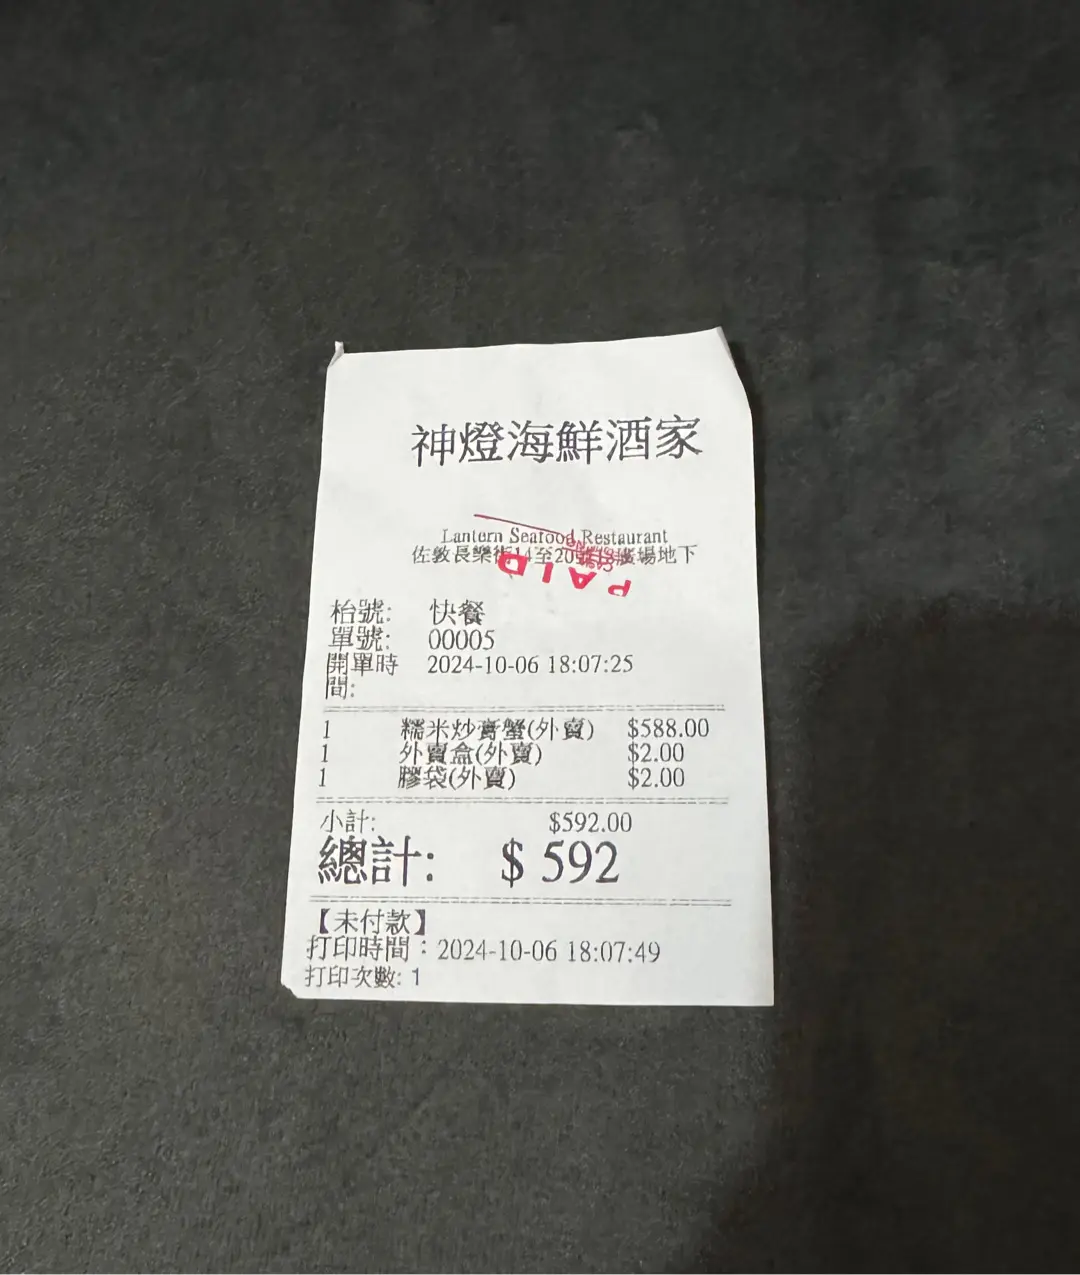 神燈海鮮酒家
Lantern Seafood Restaurant
佐敦長樂街14至20號 廣場地下
PAID
枱號: 快餐
單號: 00005
開單時間: 2024-10-06 18:07:25
1 糯米炒膏蟹(外賣) $588.00
1 外賣盒(外賣) $2.00
1 膠袋(外賣) $2.00
小計: $592.00
總計: $ 592
【未付款】
打印時間：2024-10-06 18:07:49
打印次數: 1